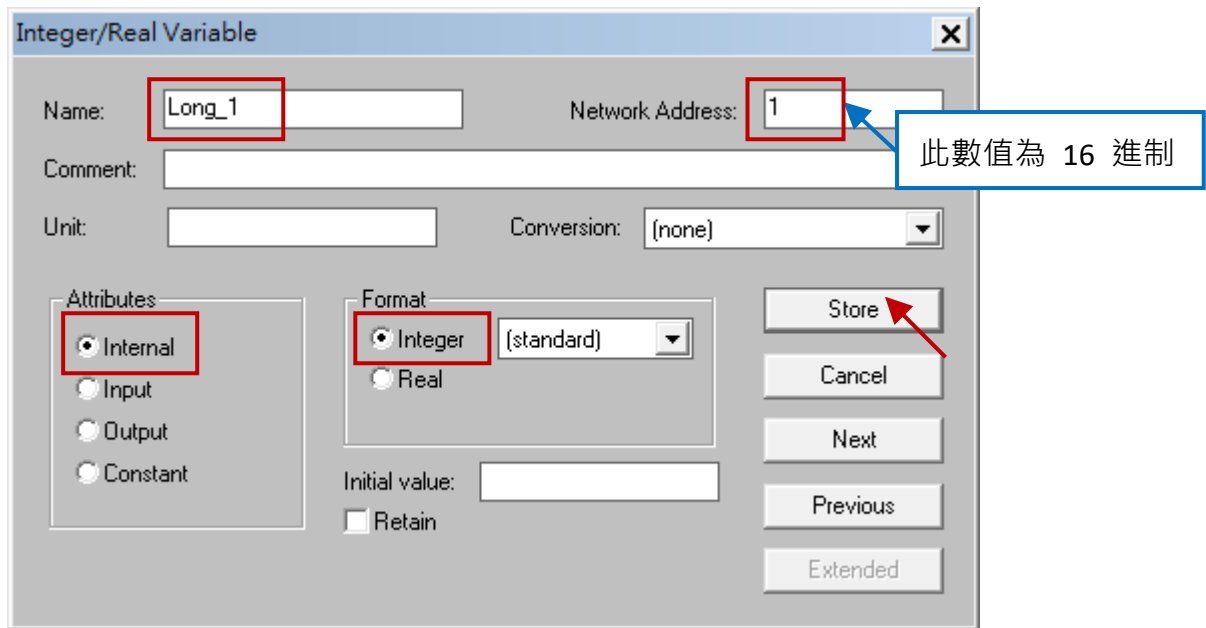 Integer/Real Variable
Name: Long_1 Network Address: 1
此數值為 16 進制
Comment:
Unit: Conversion: (none)
Attributes Format
Store
Internal Integer (standard)
Input Real Cancel
Output
Next
Constant
Initial value:
Previous
Retain
Extended